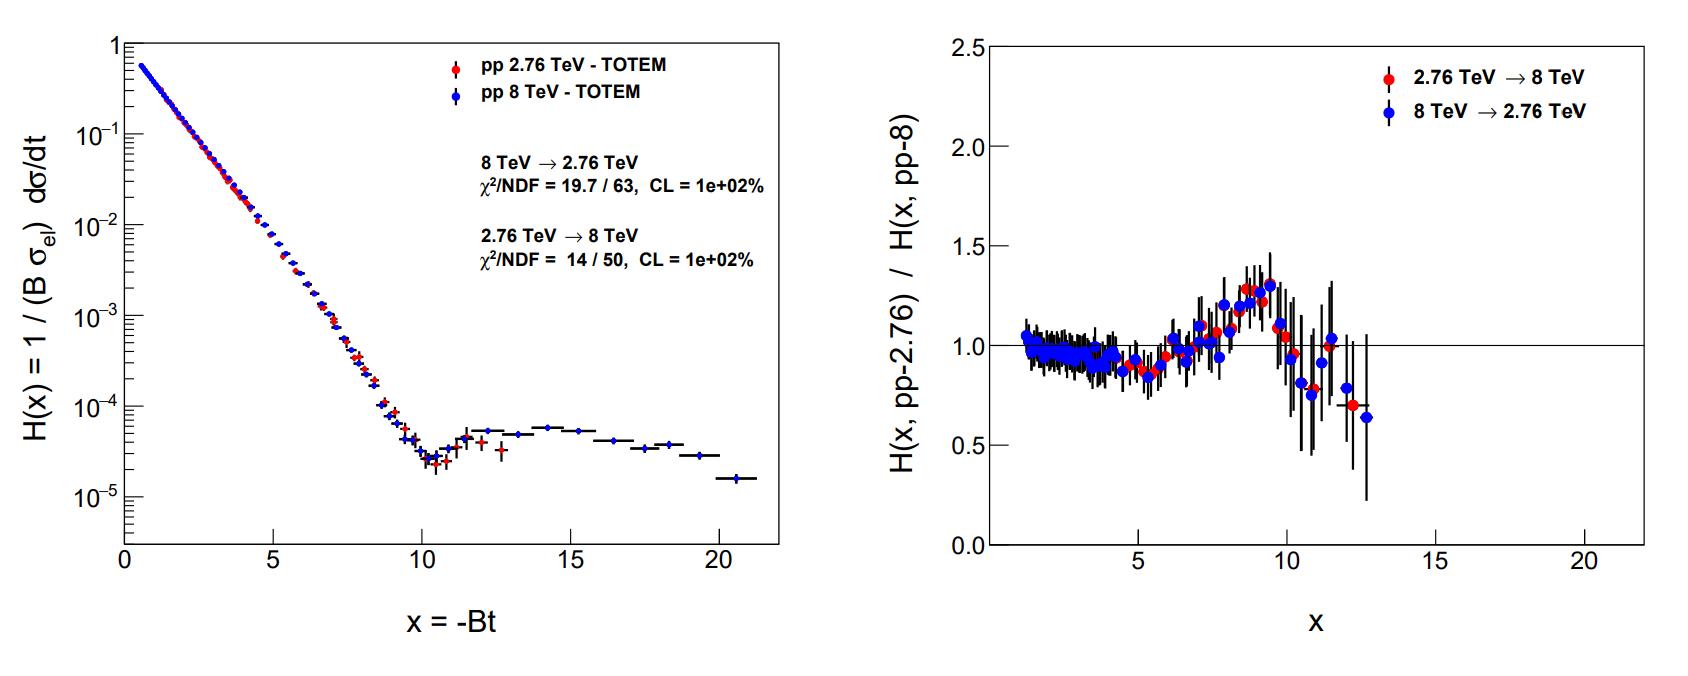 H(x) = 1 / (B σel) dσ/dt
1
10−1
10−2
10−3
10−4
10−5
pp 2.76 TeV - TOTEM
pp 8 TeV - TOTEM
8 TeV → 2.76 TeV
χ2/NDF = 19.7 / 63, CL = 1e+02%
2.76 TeV → 8 TeV
χ2/NDF = 14 / 50, CL = 1e+02%
0 5 10 15 20
x = -Bt
H(x, pp-2.76) / H(x, pp-8)
2.5
2.0
1.5
1.0
0.5
0.0
2.76 TeV → 8 TeV
8 TeV → 2.76 TeV
5 10 15 20
x